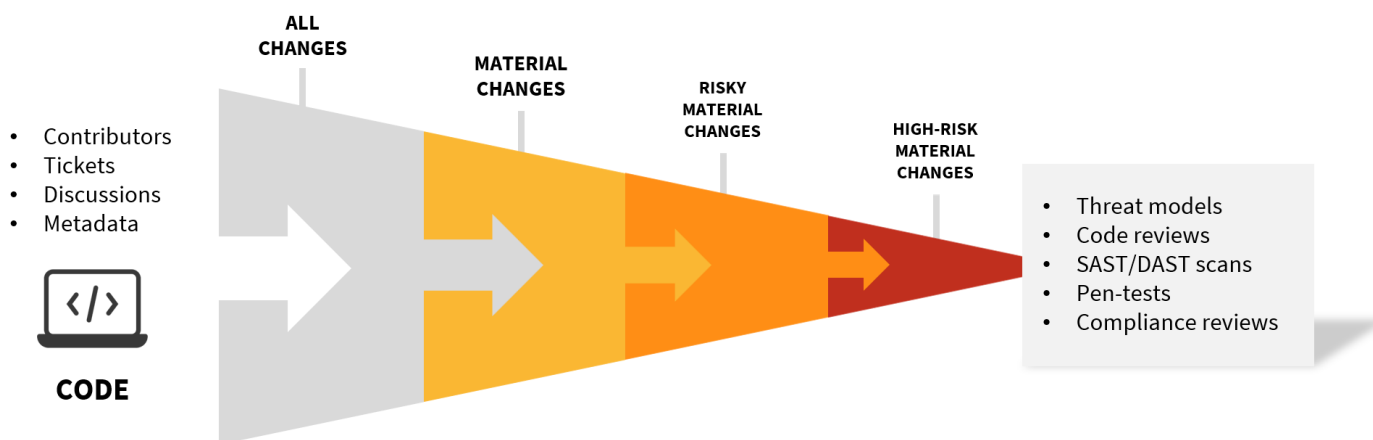 ALL
CHANGES
MATERIAL
CHANGES
RISKY
MATERIAL
CHANGES
HIGH-RISK
MATERIAL
CHANGES
• Contributors
• Tickets
• Discussions
• Metadata
</>
CODE
• Threat models
• Code reviews
• SAST/DAST scans
• Pen-tests
• Compliance reviews